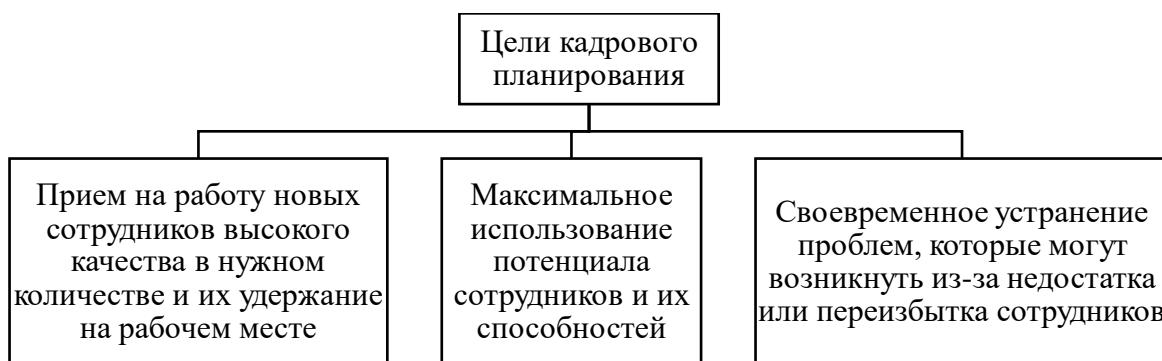 Цели кадрового
планирования
Прием на работу новых
сотрудников высокого
качества в нужном
количестве и их удержание
на рабочем месте
Максимальное
использование
потенциала
сотрудников и их
способностей
Своевременное устранение
проблем, которые могут
возникнуть из-за недостатка
или переизбытка сотрудников